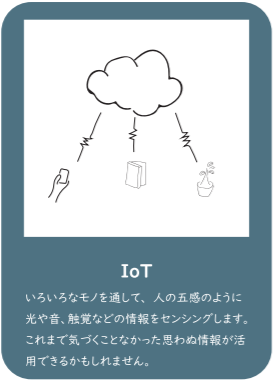 IoT
いろいろなモノを通して、人の五感のように
光や音、触覚などの情報をセンシングします。
これまで気づくことなかった思わぬ情報が活
用できるかもしれません。